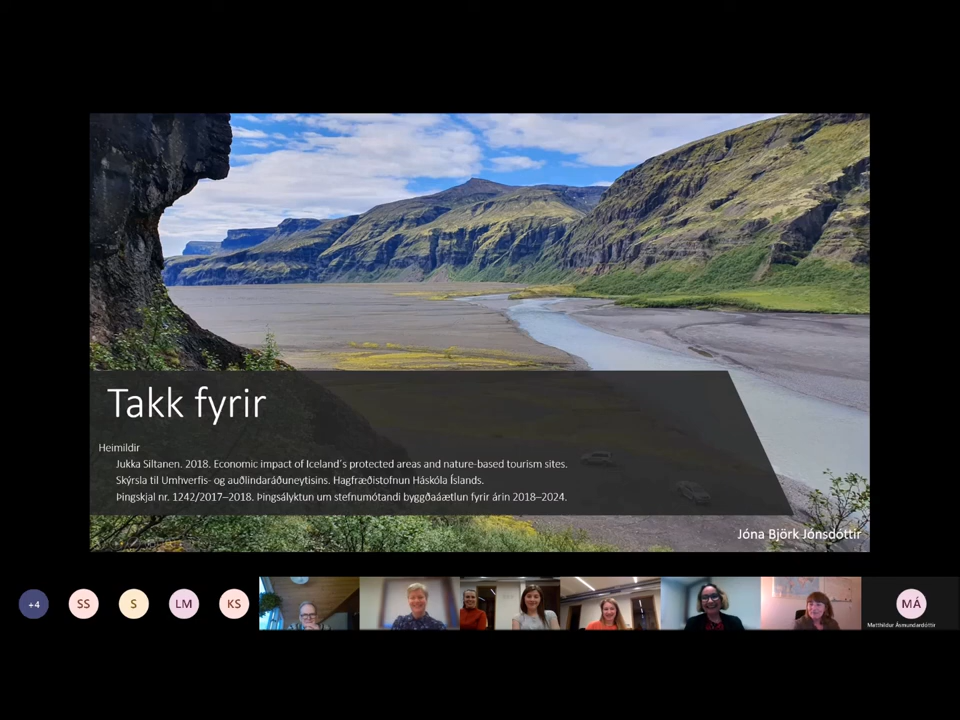 Takk fyrir
Heimildir
Jukka Siltanen. 2018. Economic impact of Iceland´s protected areas and nature-based tourism sites.
Skýrsla til Umhverfis- og auðlindaráðuneytisins. Hagfræðistofnun Háskóla Íslands.
Þingskjal nr. 1242/2017–2018. Þingsályktun um stefnumótandi byggðaáætlun fyrir árin 2018–2024.
Jóna Björk Jónsdóttir
+4
SS
S
LM
KS
MÁ
Matthildur Ásmundardóttir